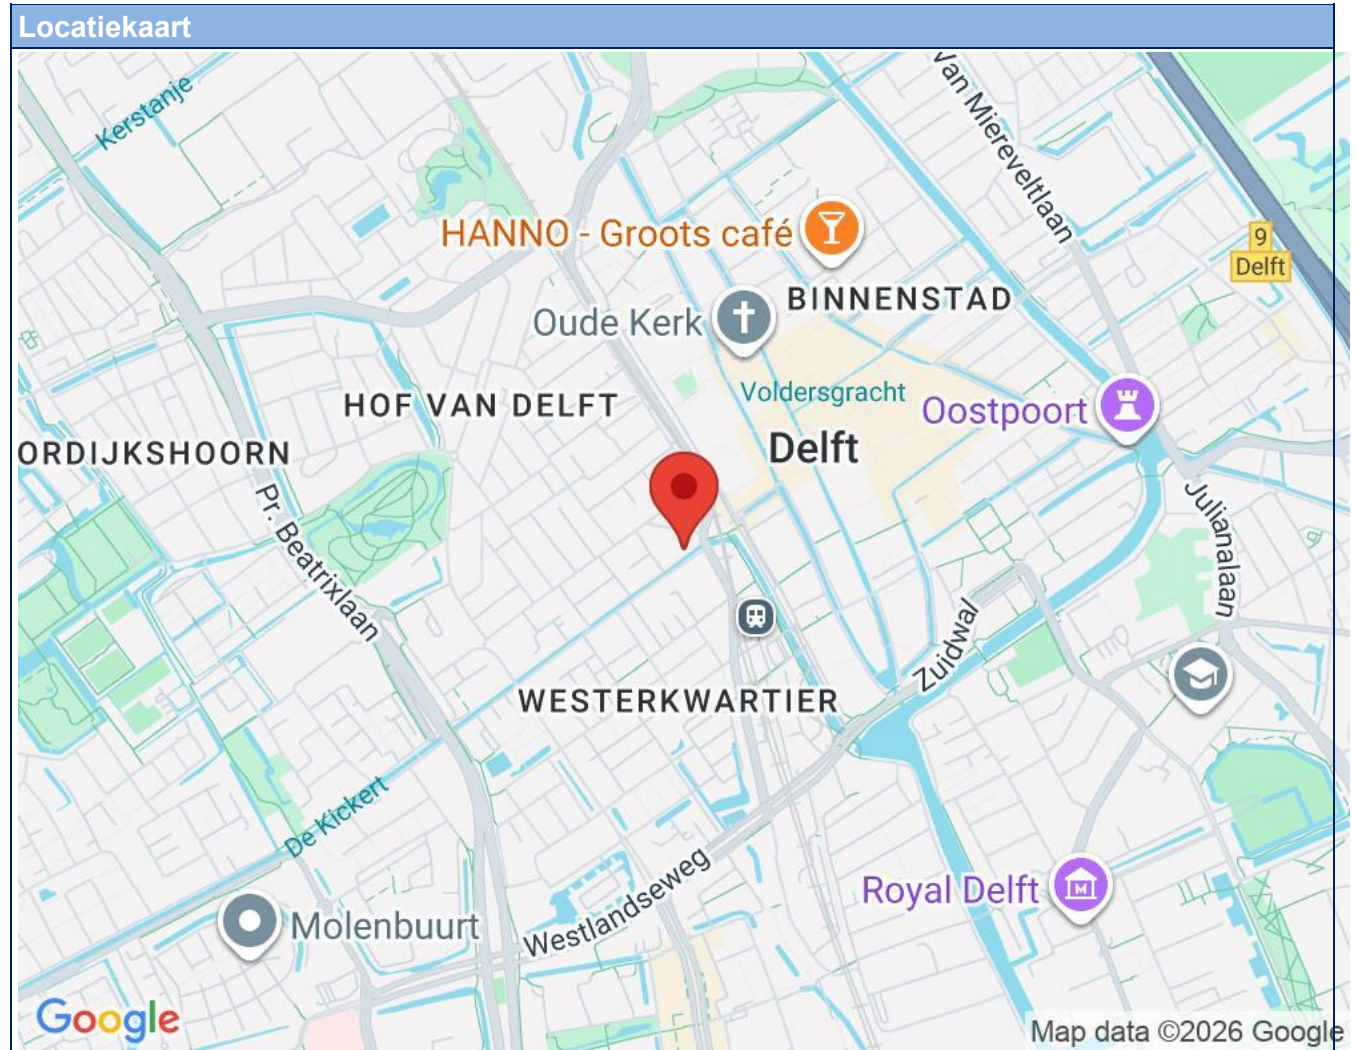 Locatiekaart
Kerstanje
Van Miereveltlaan
HANNO - Groots café
9
Delft
BINNENSTAD
Oude Kerk
Voldersgracht
HOF VAN DELFT
Oostpoort
ORDIJKSHOORN
Delft
Pr. Beatrixlaan
Julianalaan
Zuidwal
WESTERKWARTIER
De Kickert
Westlandseweg
Royal Delft
M
Molenbuurt
Google
Map data ©2026 Google